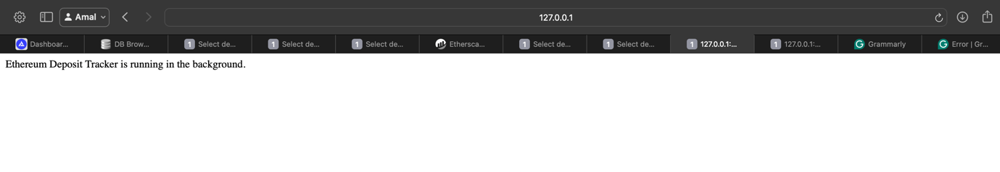 Amal
127.0.0.1
Dashboar...
DB Brow...
1 Select de...
1 Select de...
1 Select de...
Ethersca...
1 Select de...
1 Select de...
1 127.0.0.1:...
1 127.0.0.1:...
G Grammarly
G Error | Gr...
Ethereum Deposit Tracker is running in the background.